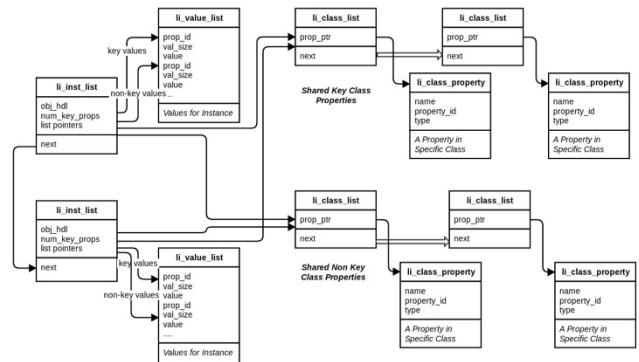 li_value_list
prop_id
val_size
value
prop_id
val_size
value
..
Values for Instance
key values
non-key values
li_inst_list
obj_hdl
num_key_props
list pointers
next
li_class_list
prop_ptr
next
li_class_list
prop_ptr
next
Shared Key Class
Properties
li_class_property
name
property_id
type
A Property in
Specific Class
li_class_property
name
property_id
type
A Property in
Specific Class
li_inst_list
obj_hdl
num_key_props
list pointers
next
key values
non-key values
li_value_list
prop_id
val_size
value
prop_id
val_size
value
....
Values for Instance
li_class_list
prop_ptr
next
li_class_list
prop_ptr
next
Shared Non Key
Class Properties
li_class_property
name
property_id
type
A Property in
Specific Class
li_class_property
name
property_id
type
A Property in
Specific Class